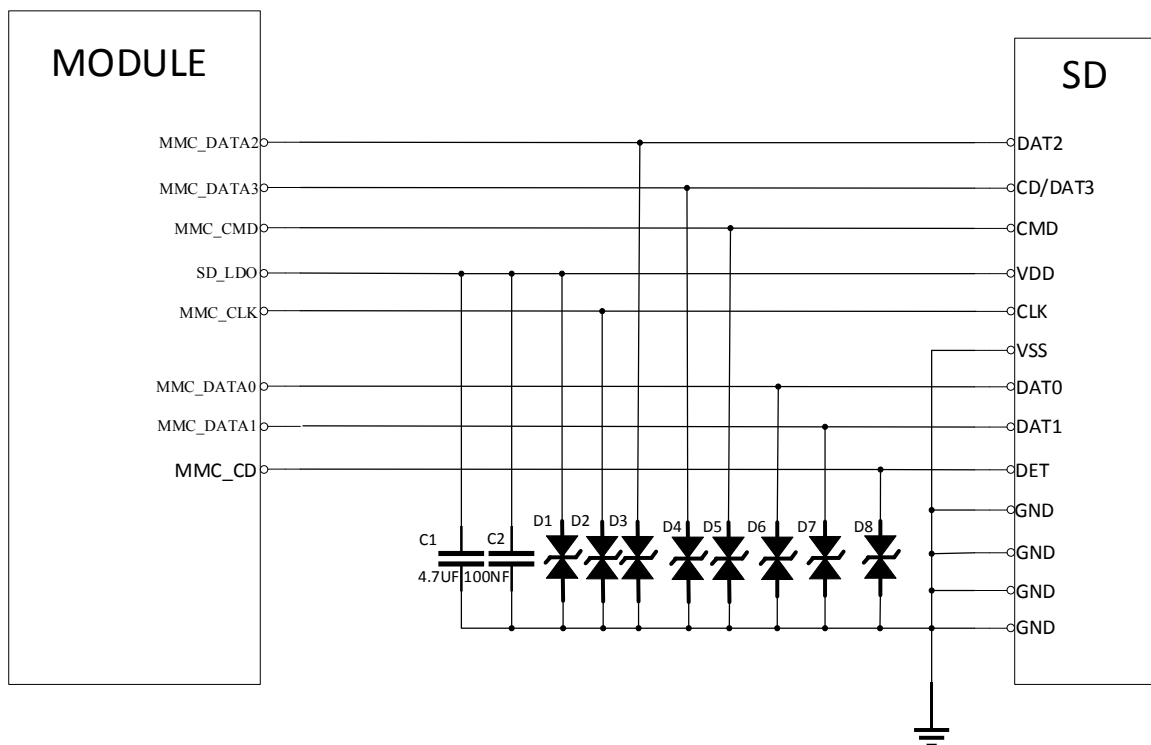 MODULE
SD
MMC_DATA2
DAT2
MMC_DATA3
CD/DAT3
MMC_CMD
CMD
SD_LDO
VDD
MMC_CLK
CLK
VSS
MMC_DATA0
DAT0
MMC_DATA1
DAT1
MMC_CD
DET
GND
D1
D2
D3
D4
D5
D6
D7
D8
C1
C2
GND
4.7UF
100NF
GND
GND